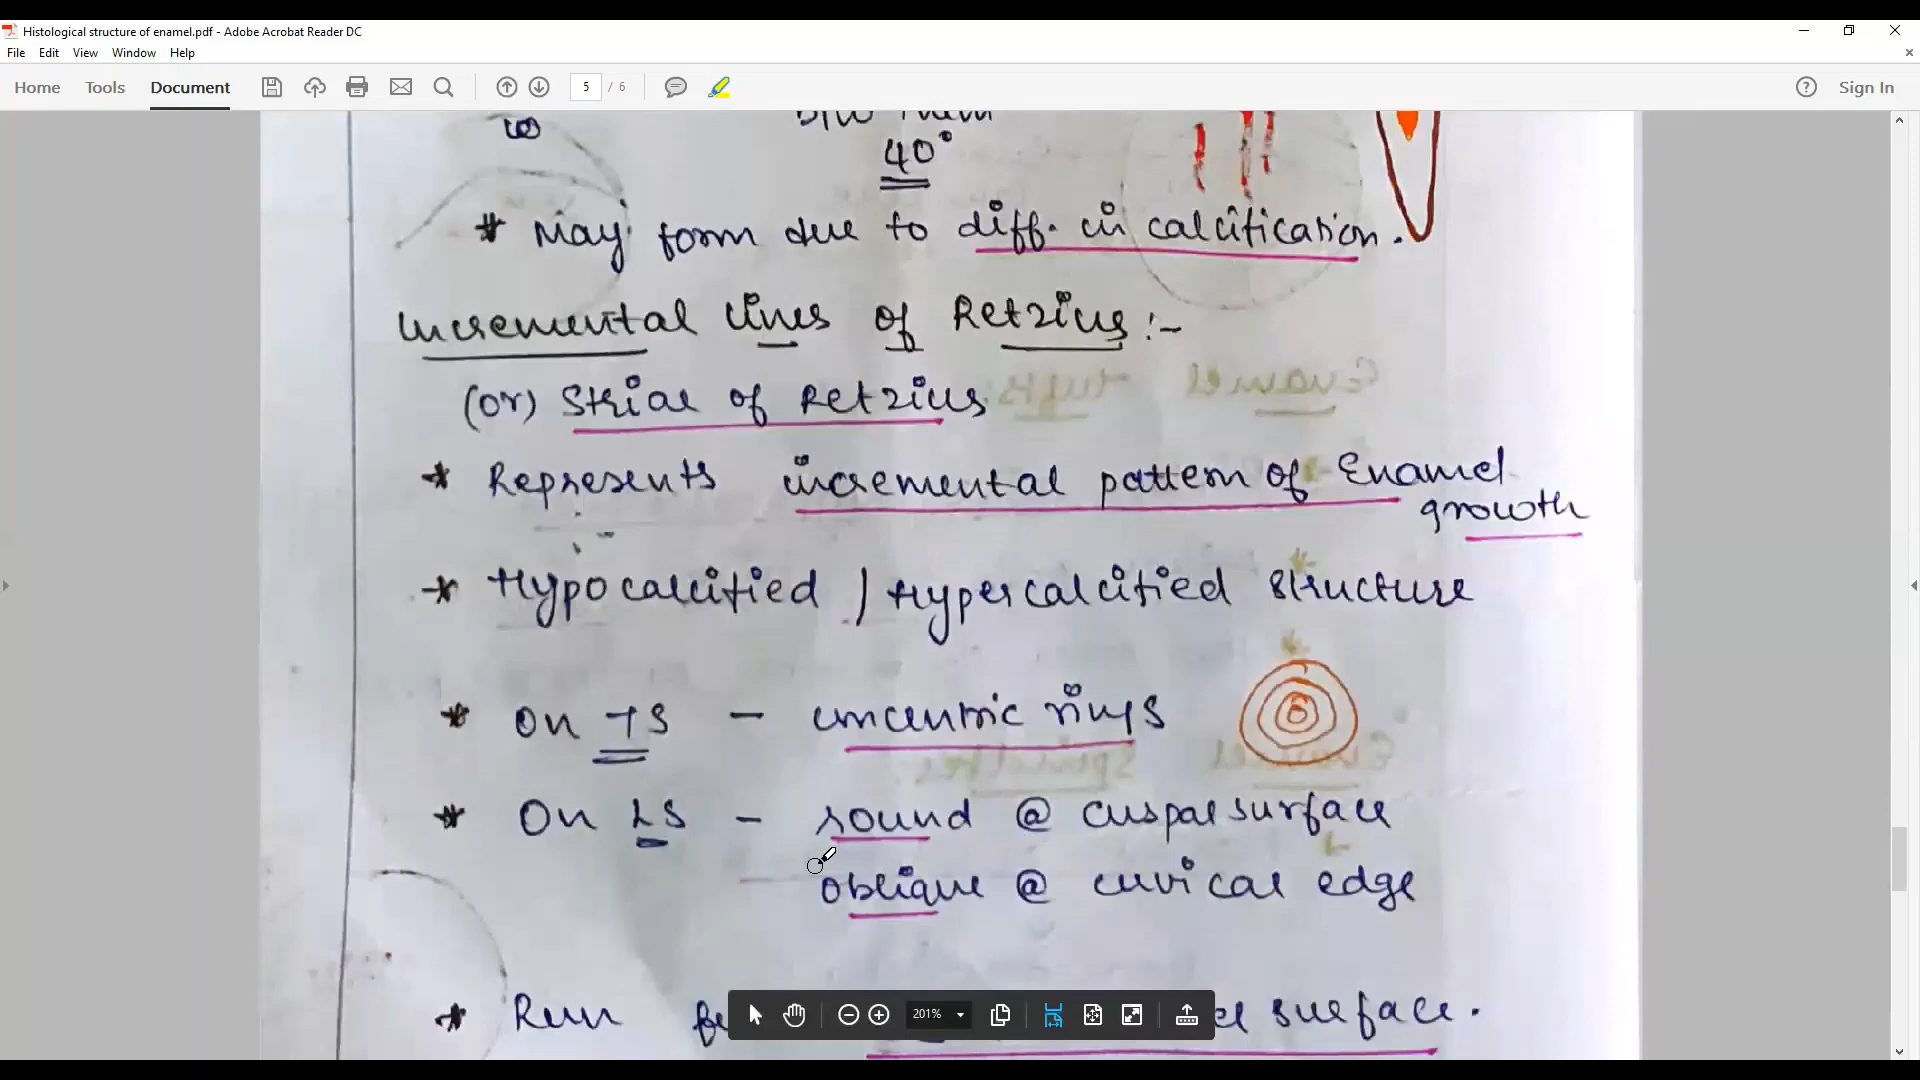 Histological structure of enamel.pdf - Adobe Acrobat Reader DC
File Edit View Window Help
Home Tools Document 5 / 6 Sign In
40°
* May form due to diff. in calcification.
Incremental lines of Retzius :-
(or) Striae of Retzius
* Represents incremental pattern of Enamel
growth
* Hypocalcified / Hypercalcified structure
* On TS - concentric rings
* On LS - round @ cuspal surface
oblique @ cervical edge
* Run surface.
201%